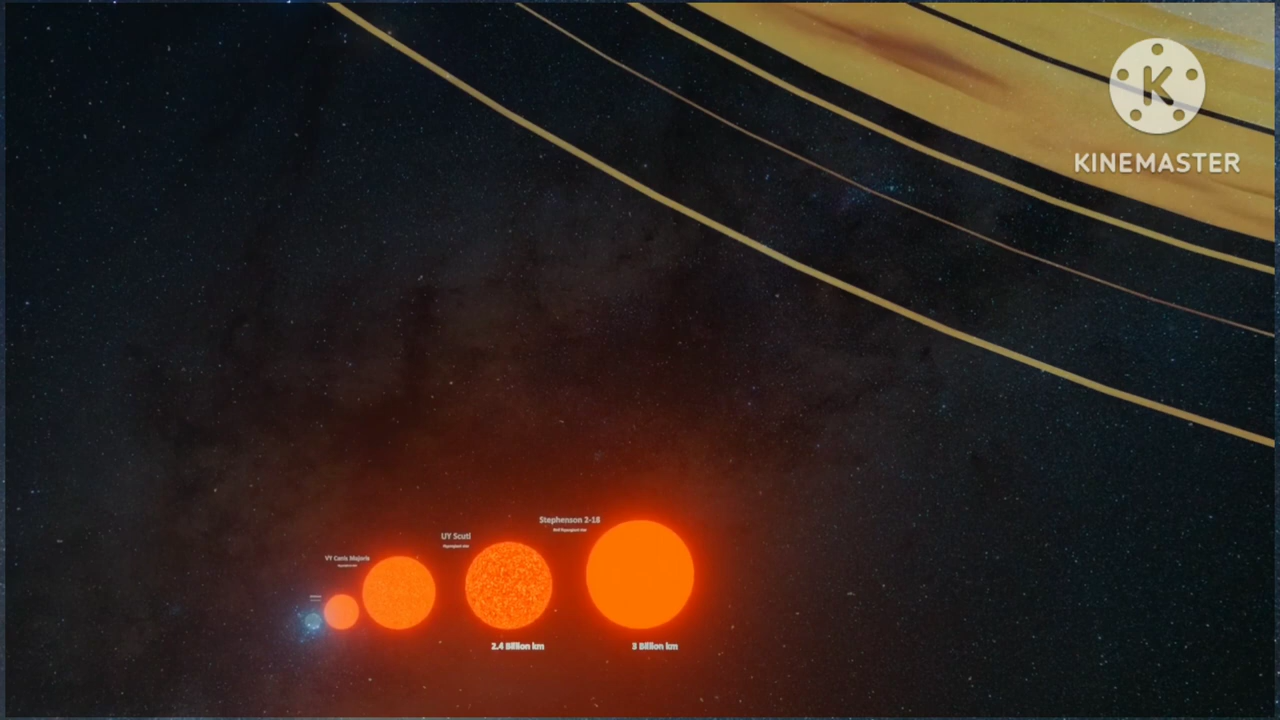 K
KINEMASTER
Stephenson 2-18
UY Scuti
VY Canis Majoris
2.4 Billion km
3 Billion km